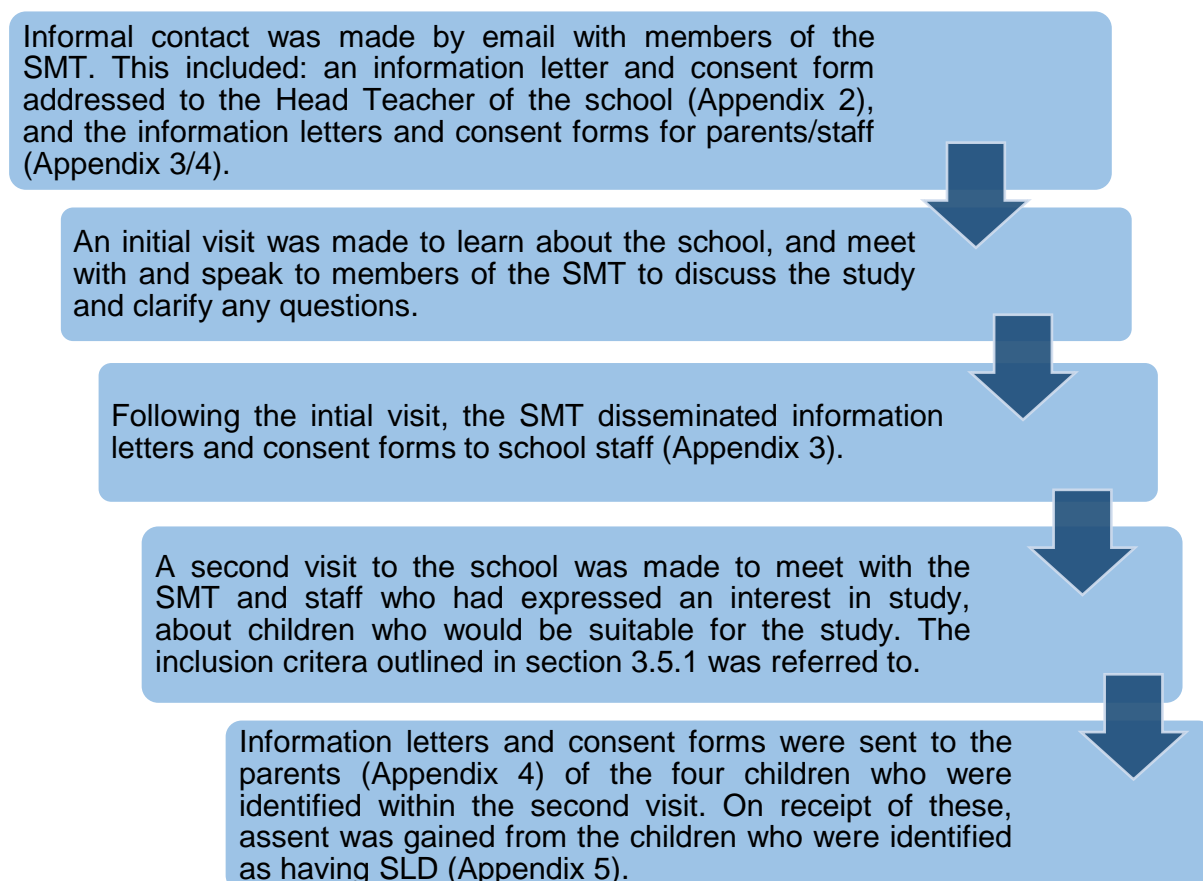 Informal contact was made by email with members of the
SMT. This included: an information letter and consent form
addressed to the Head Teacher of the school (Appendix 2),
and the information letters and consent forms for parents/staff
(Appendix 3/4).
An initial visit was made to learn about the school, and meet
with and speak to members of the SMT to discuss the study
and clarify any questions.
Following the intial visit, the SMT disseminated information
letters and consent forms to school staff (Appendix 3).
A second visit to the school was made to meet with the
SMT and staff who had expressed an interest in study,
about children who would be suitable for the study. The
inclusion critera outlined in section 3.5.1 was referred to.
Information letters and consent forms were sent to the
parents (Appendix 4) of the four children who were
identified within the second visit. On receipt of these,
assent was gained from the children who were identified
as having SLD (Appendix 5).